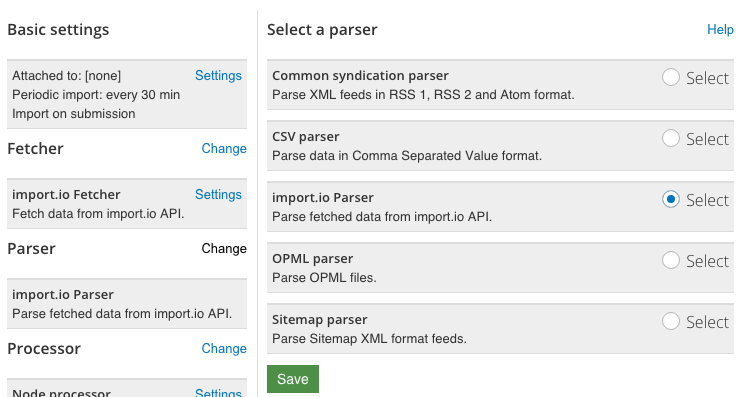 Basic settings
Attached to: [none] Settings
Periodic import: every 30 min
Import on submission
Fetcher Change
import.io Fetcher Settings
Fetch data from import.io API.
Parser Change
import.io Parser
Parse fetched data from import.io API.
Processor Change
Node processor Settings
Select a parser Help
Common syndication parser Select
Parse XML feeds in RSS 1, RSS 2 and Atom format.
CSV parser Select
Parse data in Comma Separated Value format.
import.io Parser Select
Parse fetched data from import.io API.
OPML parser Select
Parse OPML files.
Sitemap parser Select
Parse Sitemap XML format feeds.
Save